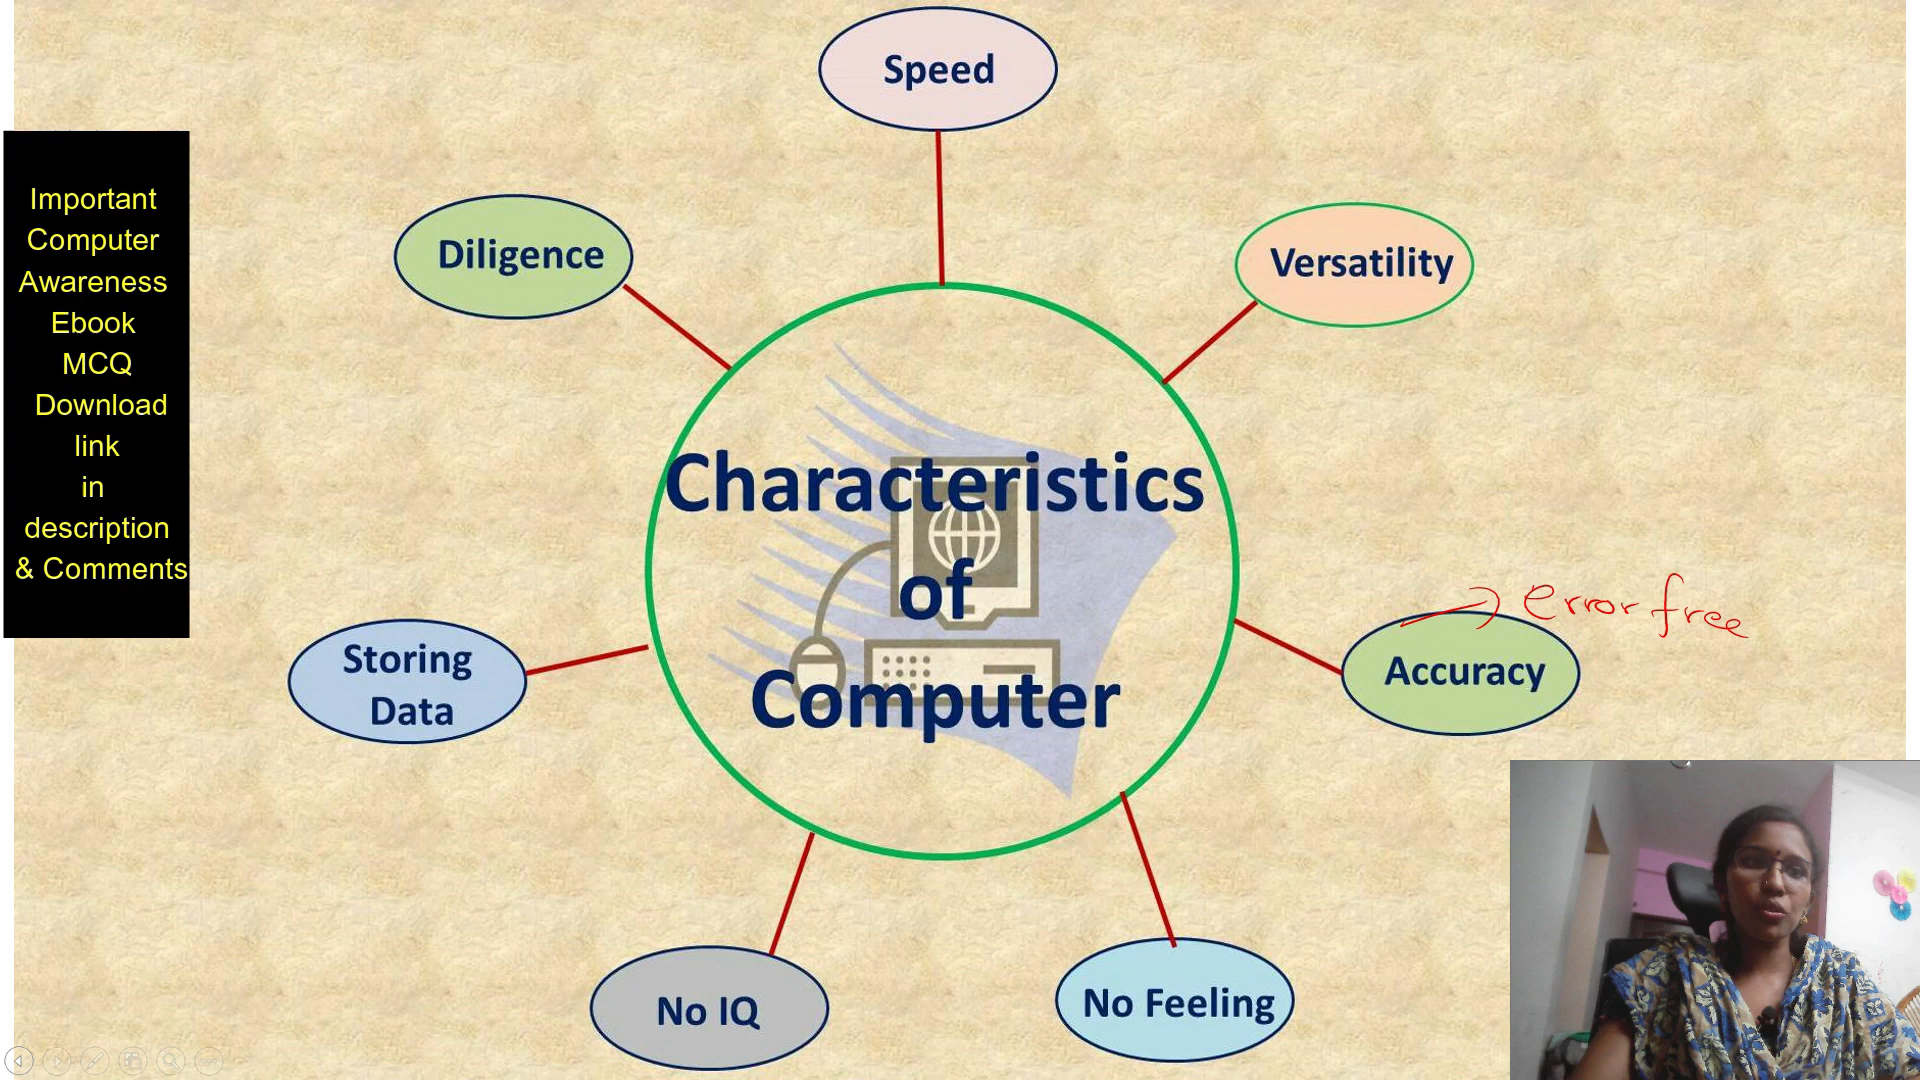 Speed
Important
Computer
Awareness
Ebook
MCQ
Download
link
in
description
& Comments
Diligence
Versatility
Characteristics
of
Computer
error free
Storing
Data
Accuracy
No IQ
No Feeling